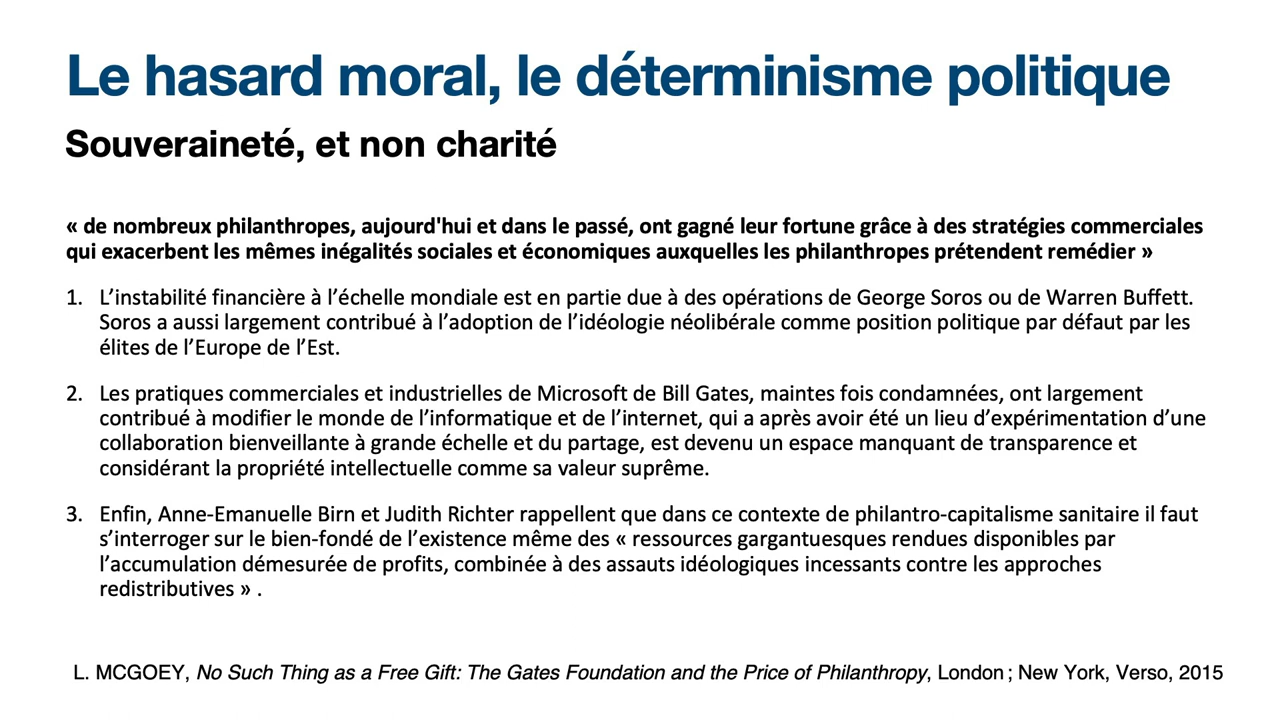 Le hasard moral, le déterminisme politique
Souveraineté, et non charité
« de nombreux philanthropes, aujourd'hui et dans le passé, ont gagné leur fortune grâce à des stratégies commerciales
qui exacerbent les mêmes inégalités sociales et économiques auxquelles les philanthropes prétendent remédier »
1. L’instabilité financière à l’échelle mondiale est en partie due à des opérations de George Soros ou de Warren Buffett.
Soros a aussi largement contribué à l’adoption de l’idéologie néolibérale comme position politique par défaut par les
élites de l’Europe de l’Est.
2. Les pratiques commerciales et industrielles de Microsoft de Bill Gates, maintes fois condamnées, ont largement
contribué à modifier le monde de l’informatique et de l’internet, qui a après avoir été un lieu d’expérimentation d’une
collaboration bienveillante à grande échelle et du partage, est devenu un espace manquant de transparence et
considérant la propriété intellectuelle comme sa valeur suprême.
3. Enfin, Anne-Emanuelle Birn et Judith Richter rappellent que dans ce contexte de philantro-capitalisme sanitaire il faut
s’interroger sur le bien-fondé de l’existence même des « ressources gargantuesques rendues disponibles par
l’accumulation démesurée de profits, combinée à des assauts idéologiques incessants contre les approches
redistributives » .
L. MCGOEY, No Such Thing as a Free Gift: The Gates Foundation and the Price of Philanthropy, London ; New York, Verso, 2015